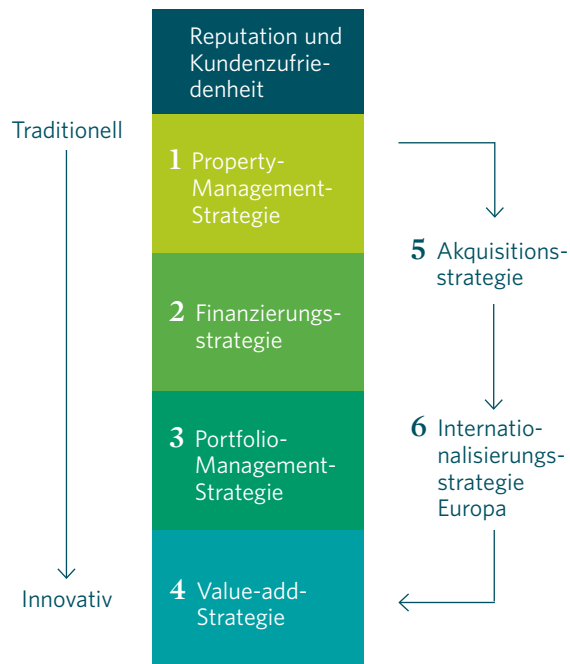 Reputation und
Kundenzufrie-
denheit
Traditionell
1 Property-
Management-
Strategie
2 Finanzierungs-
strategie
3 Portfolio-
Management-
Strategie
4 Value-add-
Strategie
Innovativ
5 Akquisitions-
strategie
6 Internatio-
nalisierungs-
strategie
Europa